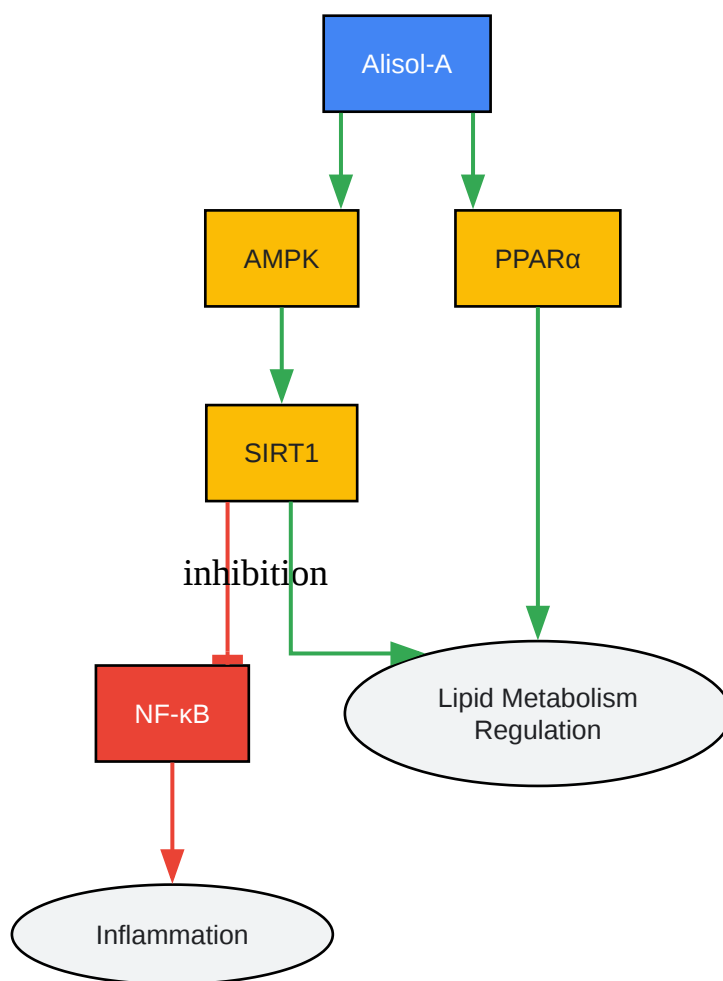 Alisol-A
AMPK
PPARα
SIRT1
inhibition
NF-κB
Lipid Metabolism
Regulation
Inflammation